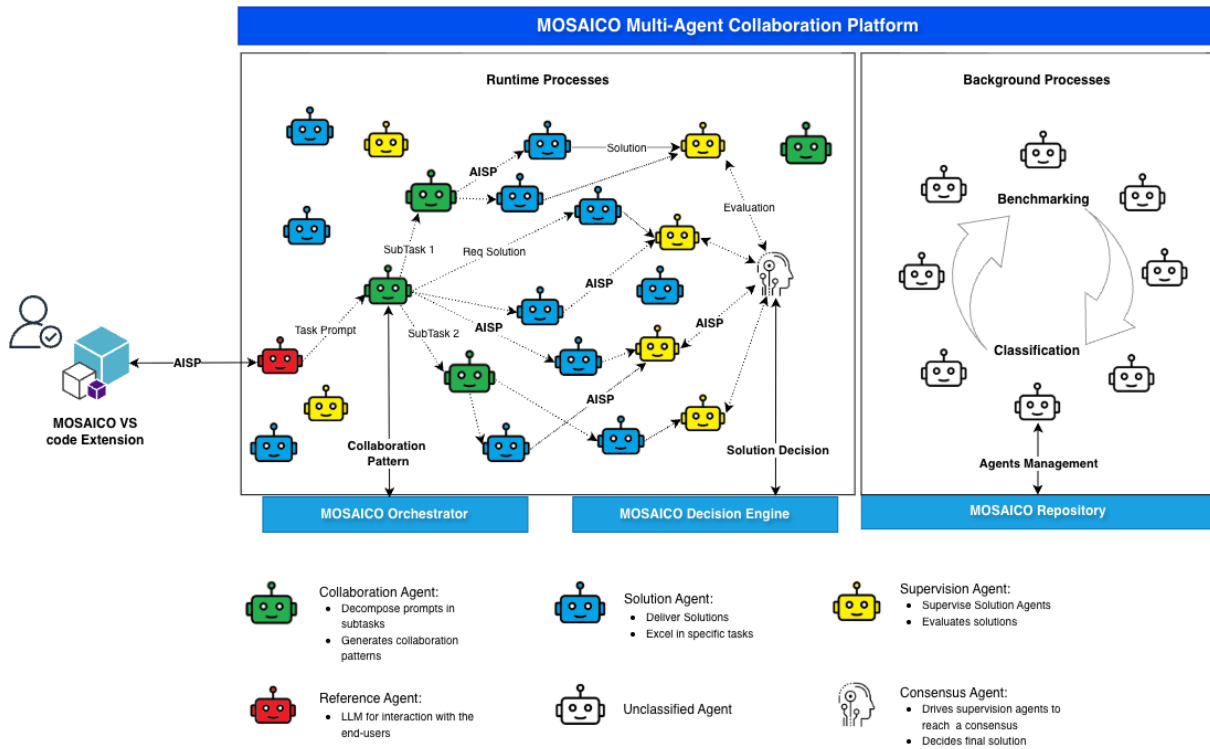 MOSAICO Multi-Agent Collaboration Platform
Runtime Processes
Background Processes
Solution
AISP
Evaluation
Benchmarking
SubTask 1
Req Solution
AISP
Task Prompt
SubTask 2
AISP
AISP
AISP
Classification
AISP
MOSAICO VS
code Extension
Collaboration
Pattern
Solution Decision
Agents Management
MOSAICO Orchestrator
MOSAICO Decision Engine
MOSAICO Repository
Collaboration Agent:
• Decompose prompts in
subtasks
• Generates collaboration
patterns
Solution Agent:
• Deliver Solutions
• Excel in specific tasks
Supervision Agent:
• Supervise Solution Agents
• Evaluates solutions
Reference Agent:
• LLM for interaction with the
end-users
Unclassified Agent
Consensus Agent:
• Drives supervision agents to
reach a consensus
• Decides final solution